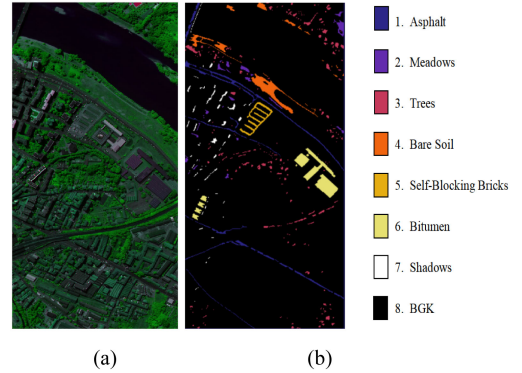 1. Asphalt
2. Meadows
3. Trees
4. Bare Soil
5. Self-Blocking Bricks
6. Bitumen
7. Shadows
8. BGK
(a)
(b)